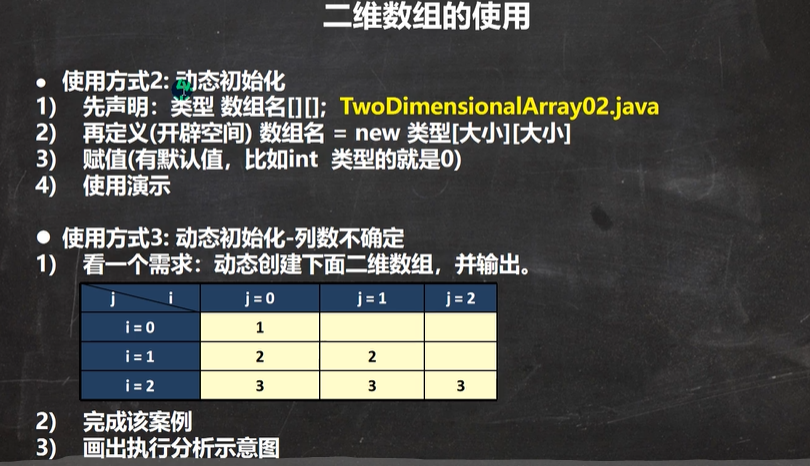 二维数组的使用
● 使用方式2: 动态初始化
1) 先声明：类型 数组名[][]; TwoDimensionalArray02.java
2) 再定义(开辟空间) 数组名 = new 类型[大小][大小]
3) 赋值(有默认值，比如int 类型的就是0)
4) 使用演示
● 使用方式3: 动态初始化-列数不确定
1) 看一个需求：动态创建下面二维数组，并输出。
j i j = 0 j = 1 j = 2
i = 0 1
i = 1 2 2
i = 2 3 3 3
2) 完成该案例
3) 画出执行分析示意图